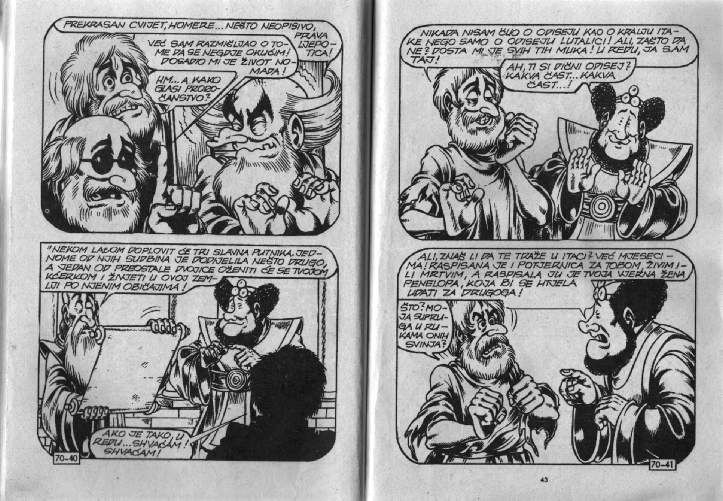 PREKRASAN CVIJET, HOMERE... NEŠTO NEOPISIVO,
PRAVA
LJEPO-
TICA!
VEĆ SAM RAZMIŠLJAO O TO-
ME DA SE NEGDJE OKUĆIM!
DOSADIO MI JE ŽIVOT NO-
MADA!
HM... A KAKO
GLASI PRORO-
ČANSTVO?
"NEKOM LAĐOM DOPLOVIT ĆE TRI SLAVNA PUTNIKA. JED-
NOME OD NJIH SUDBINA JE DODIJELILA NEŠTO DRUGO,
A JEDAN OD PREOSTALE DVOJICE OŽENITI ĆE SE TVOJOM
KĆERKOM I ŽIVJETI U OVOJ ZEM-
LJI PO NJENIM OBIČAJIMA!
AKO JE TAKO, U
REDU... SHVAĆAM!
SHVAĆAM!
70-40
NIKADA NISAM ČUO O ODISEJU KAO O KRALJU ITA-
KE NEGO SAMO O ODISEJU LUTALICI! ALI, ZAŠTO DA
NE? DOSTA MI JE SVIH TIH MUKA! U REDU, JA SAM
TAJ!
AH, TI SI DIČNI ODISEJ?
KAKVA ČAST... KAKVA
ČAST...!
ALI, ZNAŠ LI DA TE TRAŽE U ITACI? VEĆ MJESECI-
MA! RASPISANA JE I POTJERNICA ZA TOBOM, ŽIVIM I-
LI MRTVIM, A RASPISALA JU JE TVOJA VJERNA ŽENA
PENELOPA, KOJA BI SE HTJELA
UDATI ZA DRUGOGA!
ŠTO? MO-
JA SUPRU-
GA U RU-
KAMA ONIH
SVINJA?
70-41
43